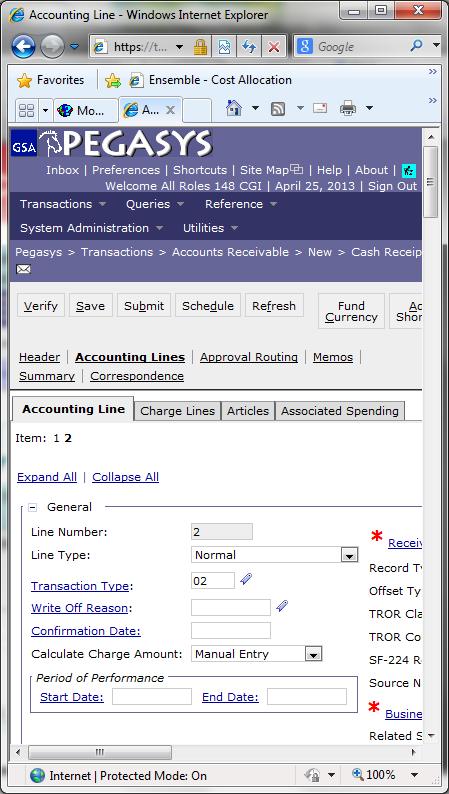 Accounting Line - Windows Internet Explorer
https://t...
Google
Favorites
Ensemble - Cost Allocation
Mo...
A...
GSA PEGASYS
Inbox | Preferences | Shortcuts | Site Map | Help | About |
Welcome All Roles 148 CGI | April 25, 2013 | Sign Out
Transactions Queries Reference
System Administration Utilities
Pegasys > Transactions > Accounts Receivable > New > Cash Receip
Verify Save Submit Schedule Refresh Fund Currency Shor
Header | Accounting Lines | Approval Routing | Memos |
Summary | Correspondence
Accounting Line Charge Lines Articles Associated Spending
Item: 1 2
Expand All | Collapse All
General
Line Number: 2
* Receiv
Line Type: Normal
Record Ty
Transaction Type: 02
Offset Ty
Write Off Reason:
TROR Cla
Confirmation Date:
TROR Co
Calculate Charge Amount: Manual Entry
SF-224 R
Period of Performance
Source N
Start Date: End Date:
* Busine
Related S
Internet | Protected Mode: On
100%